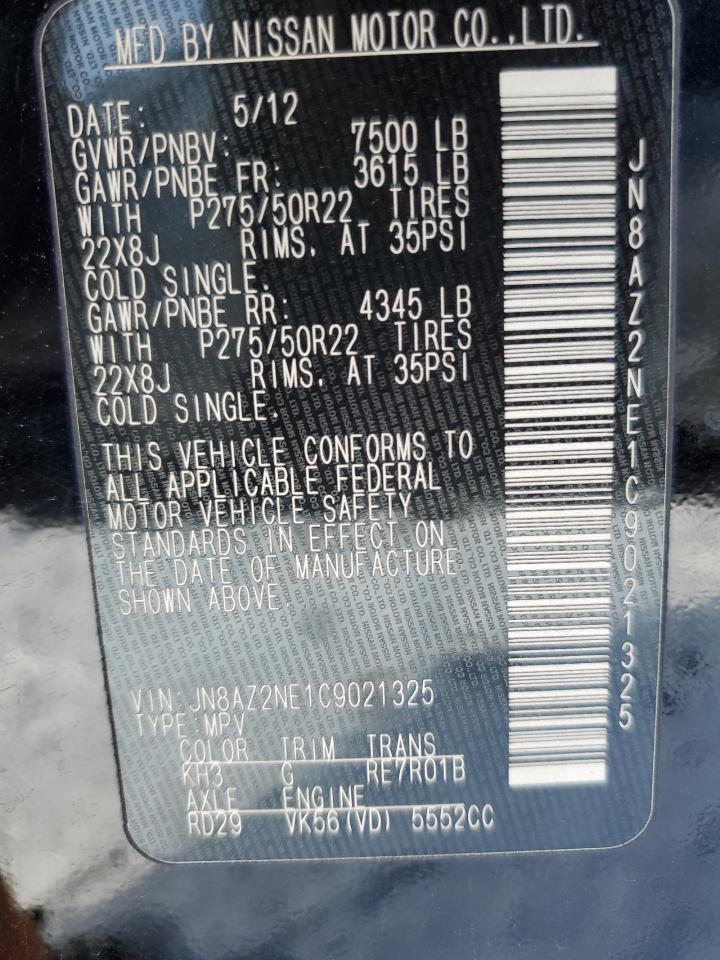 MFD BY NISSAN MOTOR CO.,LTD.
DATE: 5/12
GVWR/PNBV: 7500 LB
GAWR/PNBE FR: 3615 LB
WITH P275/50R22 TIRES
22X8J RIMS, AT 35PSI
COLD SINGLE.
GAWR/PNBE RR: 4345 LB
WITH P275/50R22 TIRES
22X8J RIMS, AT 35PSI
COLD SINGLE.
THIS VEHICLE CONFORMS TO
ALL APPLICABLE FEDERAL
MOTOR VEHICLE SAFETY
STANDARDS IN EFFECT ON
THE DATE OF MANUFACTURE
SHOWN ABOVE.
VIN:JN8AZ2NE1C9021325
TYPE:MPV
COLOR TRIM TRANS
KH3 G RE7R01B
AXLE ENGINE
RD29 VK56(VD) 5552CC
JN8AZ2NE1C9021325